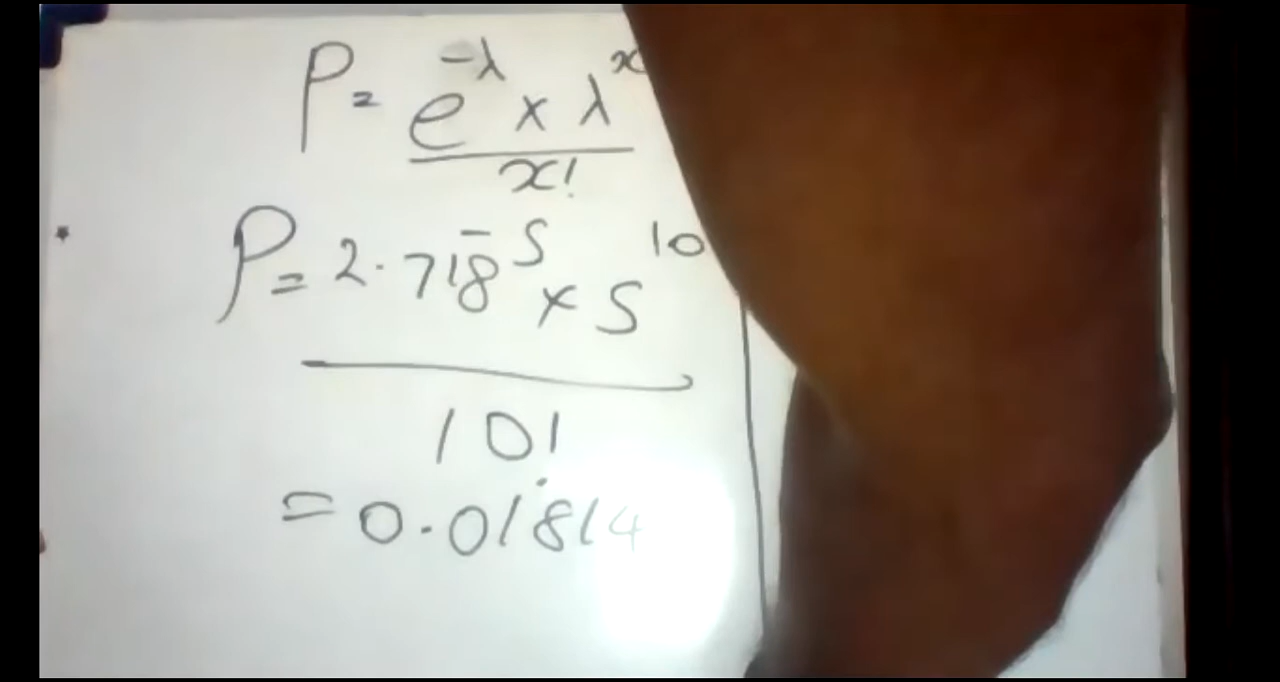 P = e^-λ × λ^x
x!
P = 2.718^-5 × 5^10
10!
= 0.01814